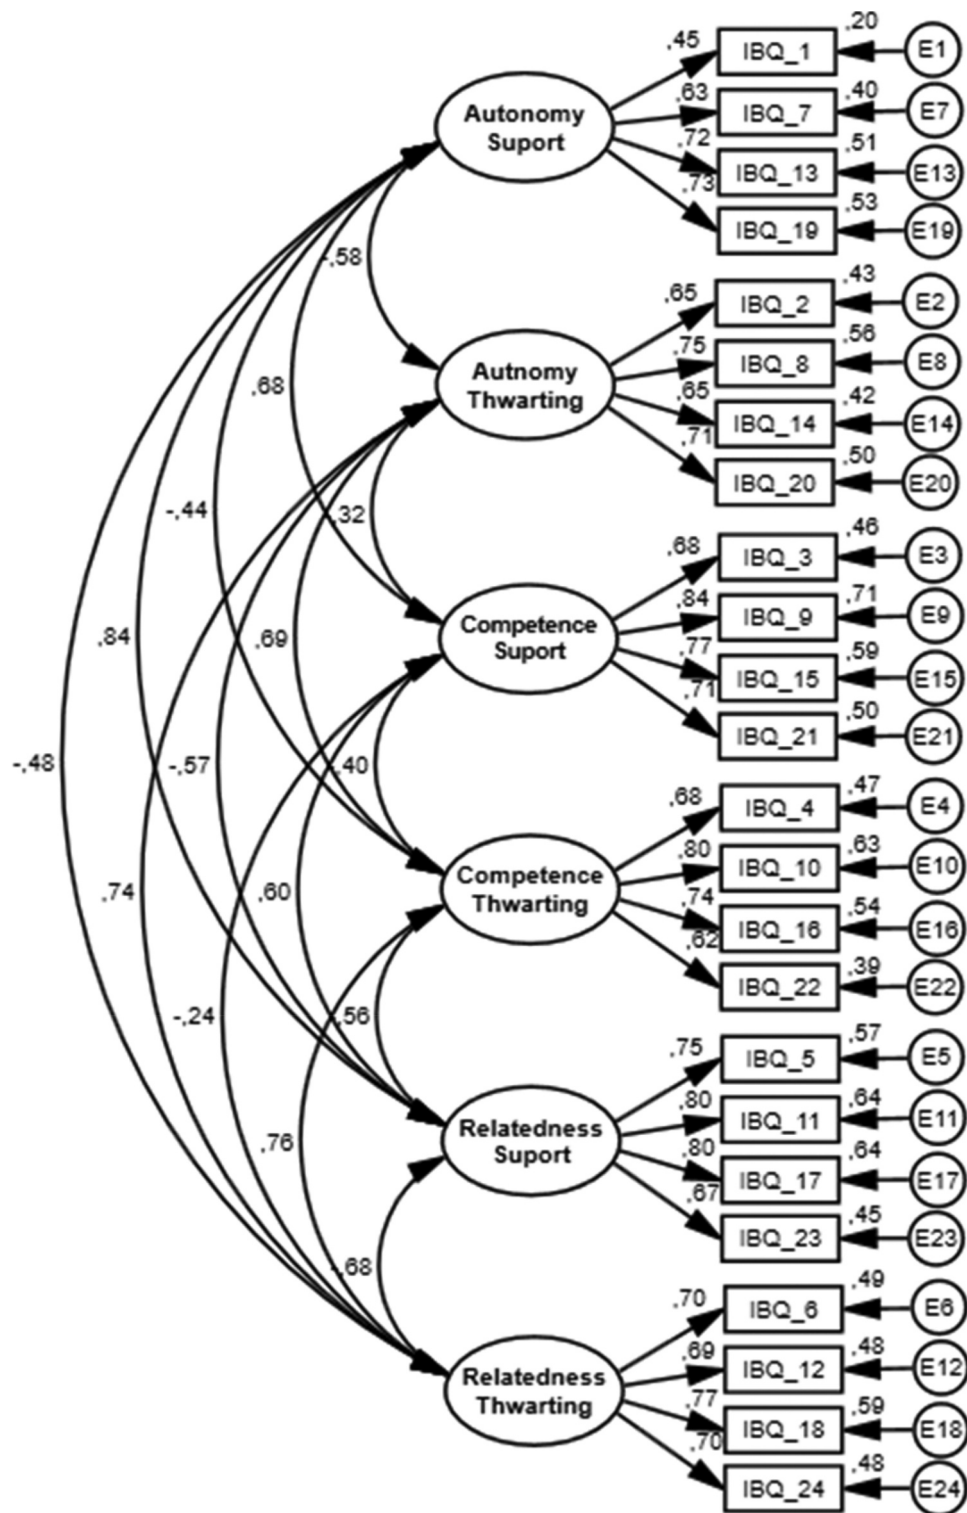 ,45
IBQ_1
,20
E1
,63
IBQ_7
,40
E7
Autonomy
Suport
,72
IBQ_13
,51
E13
,73
IBQ_19
,53
E19
-,58
,65
IBQ_2
,43
E2
,75
IBQ_8
,56
E8
Autnomy
Thwarting
,65
IBQ_14
,42
E14
,71
IBQ_20
,50
E20
,68
-,44
,32
,68
IBQ_3
,46
E3
,84
IBQ_9
,71
E9
Competence
Suport
,77
IBQ_15
,59
E15
,71
IBQ_21
,50
E21
,84
,69
-,48
-,57
,40
,68
IBQ_4
,47
E4
,80
IBQ_10
,63
E10
Competence
Thwarting
,74
IBQ_16
,54
E16
,62
IBQ_22
,39
E22
,74
,60
-,24
,56
,75
IBQ_5
,57
E5
,80
IBQ_11
,64
E11
Relatedness
Suport
,80
IBQ_17
,64
E17
,67
IBQ_23
,45
E23
,76
-,68
,70
IBQ_6
,49
E6
,69
IBQ_12
,48
E12
Relatedness
Thwarting
,77
IBQ_18
,59
E18
,70
IBQ_24
,48
E24